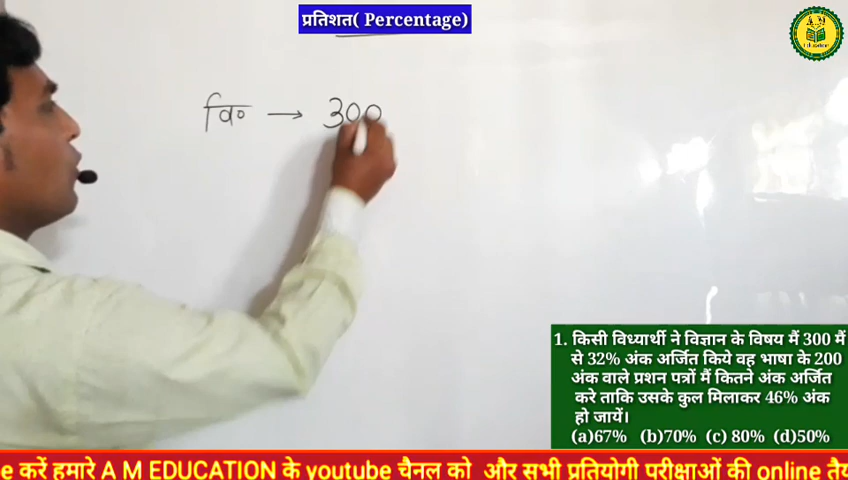 प्रतिशत( Percentage)
Education
वि० → 300
1. किसी विध्यार्थी ने विज्ञान के विषय मैं 300 मैं
से 32% अंक अर्जित किये वह भाषा के 200
अंक वाले प्रशन पत्रों मैं कितने अंक अर्जित
करे ताकि उसके कुल मिलाकर 46% अंक
हो जायें।
(a)67% (b)70% (c) 80% (d)50%
e करें हमारे A M EDUCATION के youtube चैनल को और सभी प्रतियोगी परीक्षाओं की online तैय